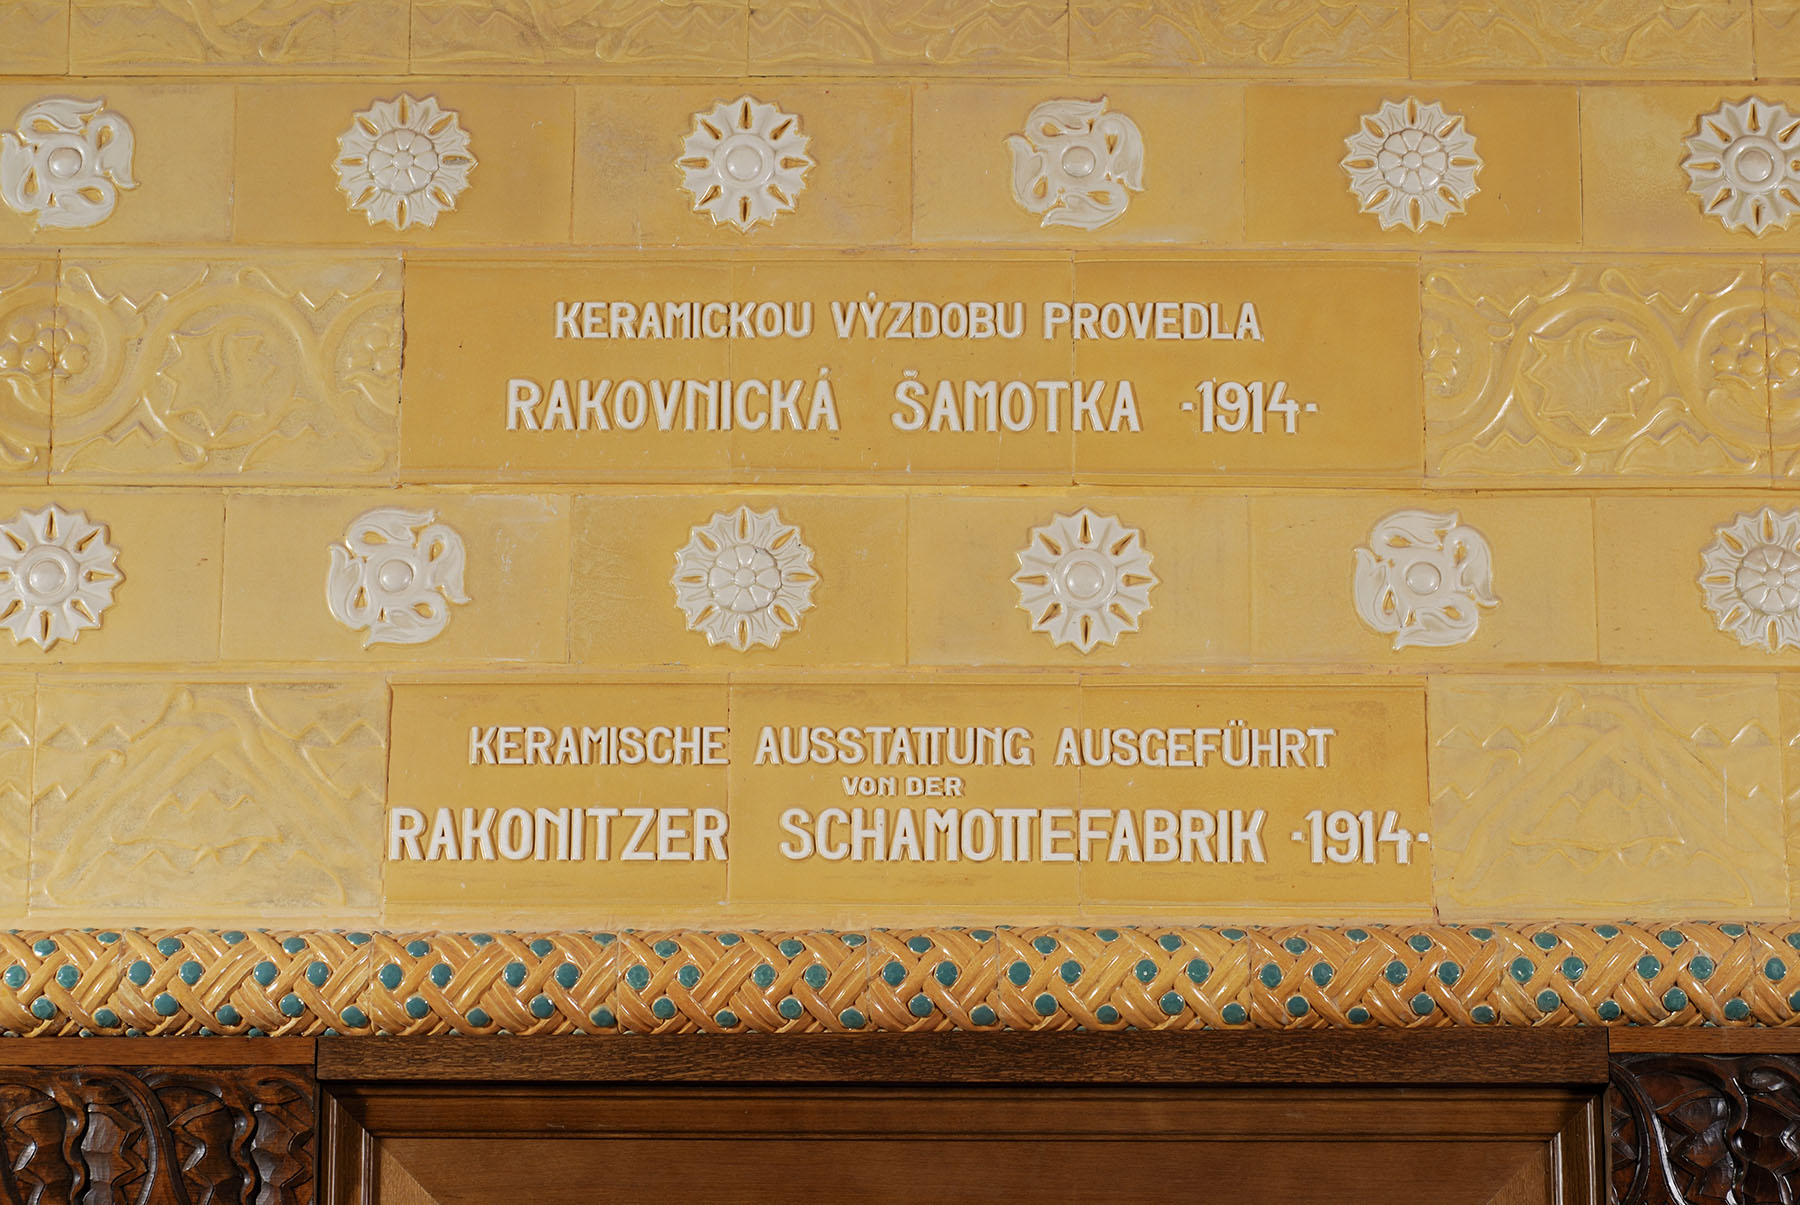 KERAMICKOU VÝZDOBU PROVEDLA
RAKOVNICKÁ ŠAMOTKA ·1914·
KERAMISCHE AUSSTATTUNG AUSGEFÜHRT
VON DER
RAKONITZER SCHAMOTTEFABRIK ·1914·